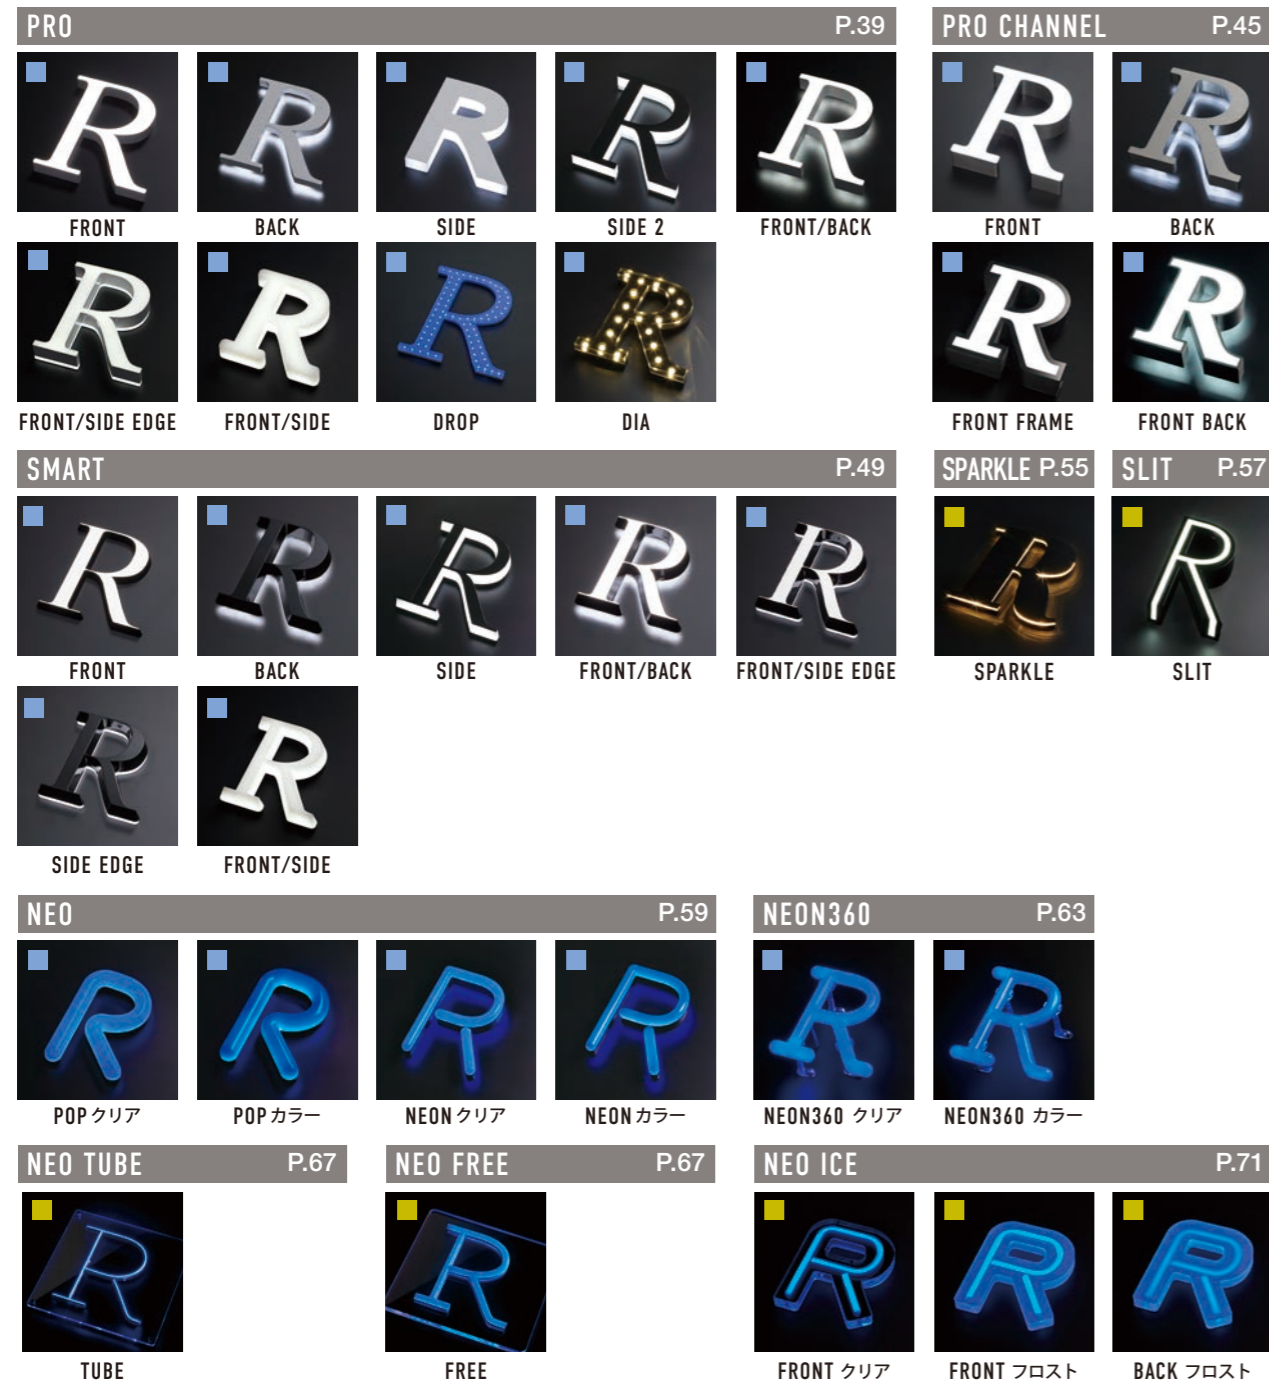 PRO P.39
FRONT BACK SIDE SIDE 2 FRONT/BACK
FRONT/SIDE EDGE FRONT/SIDE DROP DIA
PRO CHANNEL P.45
FRONT BACK
FRONT FRAME FRONT BACK
SMART P.49
FRONT BACK SIDE FRONT/BACK FRONT/SIDE EDGE
SIDE EDGE FRONT/SIDE
SPARKLE P.55
SPARKLE
SLIT P.57
SLIT
NEO P.59
POP クリア POP カラー NEON クリア NEON カラー
NEON360 P.63
NEON360 クリア NEON360 カラー
NEO TUBE P.67
TUBE
NEO FREE P.67
FREE
NEO ICE P.71
FRONT クリア FRONT フロスト BACK フロスト